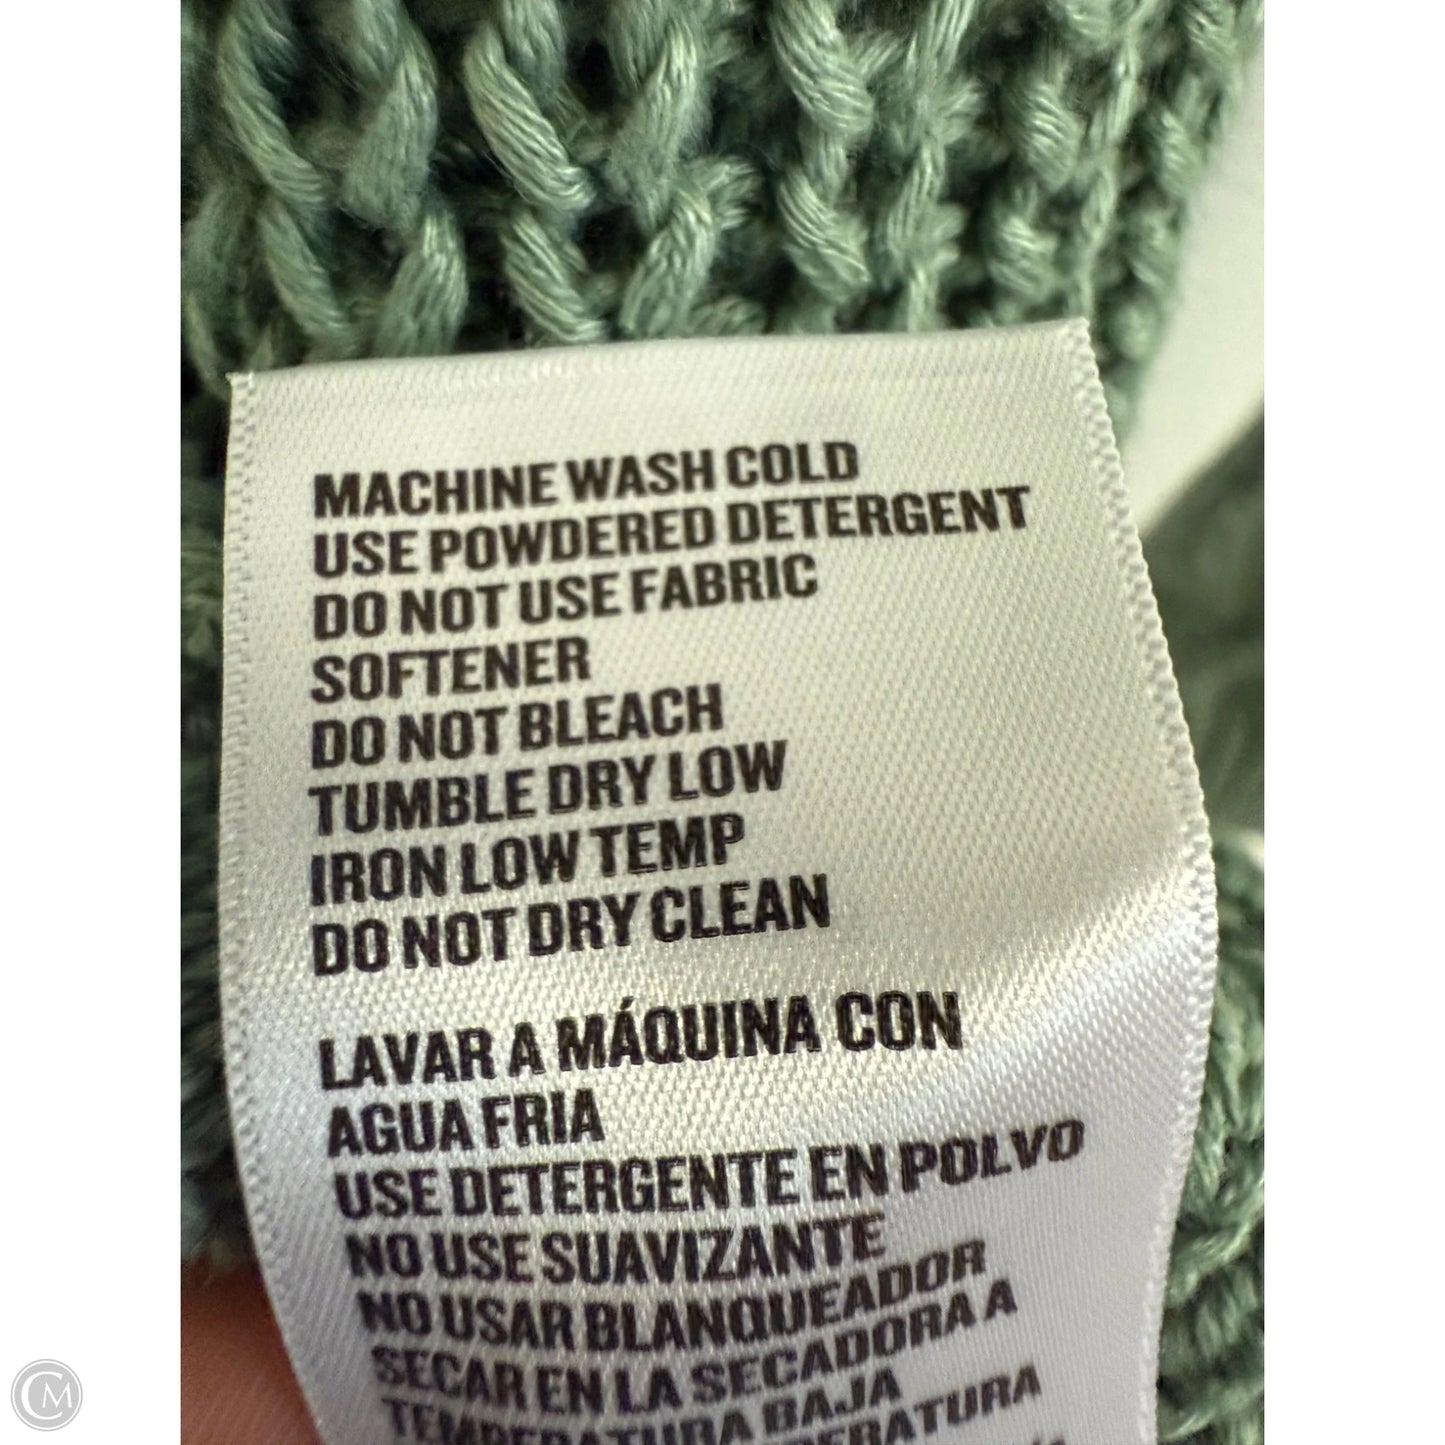 MACHINE WASH COLD
USE POWDERED DETERGENT
DO NOT USE FABRIC
SOFTENER
DO NOT BLEACH
TUMBLE DRY LOW
IRON LOW TEMP
DO NOT DRY CLEAN
LAVAR A MÁQUINA CON
AGUA FRIA
USE DETERGENTE EN POLVO
NO USE SUAVIZANTE
NO USAR BLANQUEADOR
SECAR EN LA SECADORA A
TEMPERATURA BAJA
CM